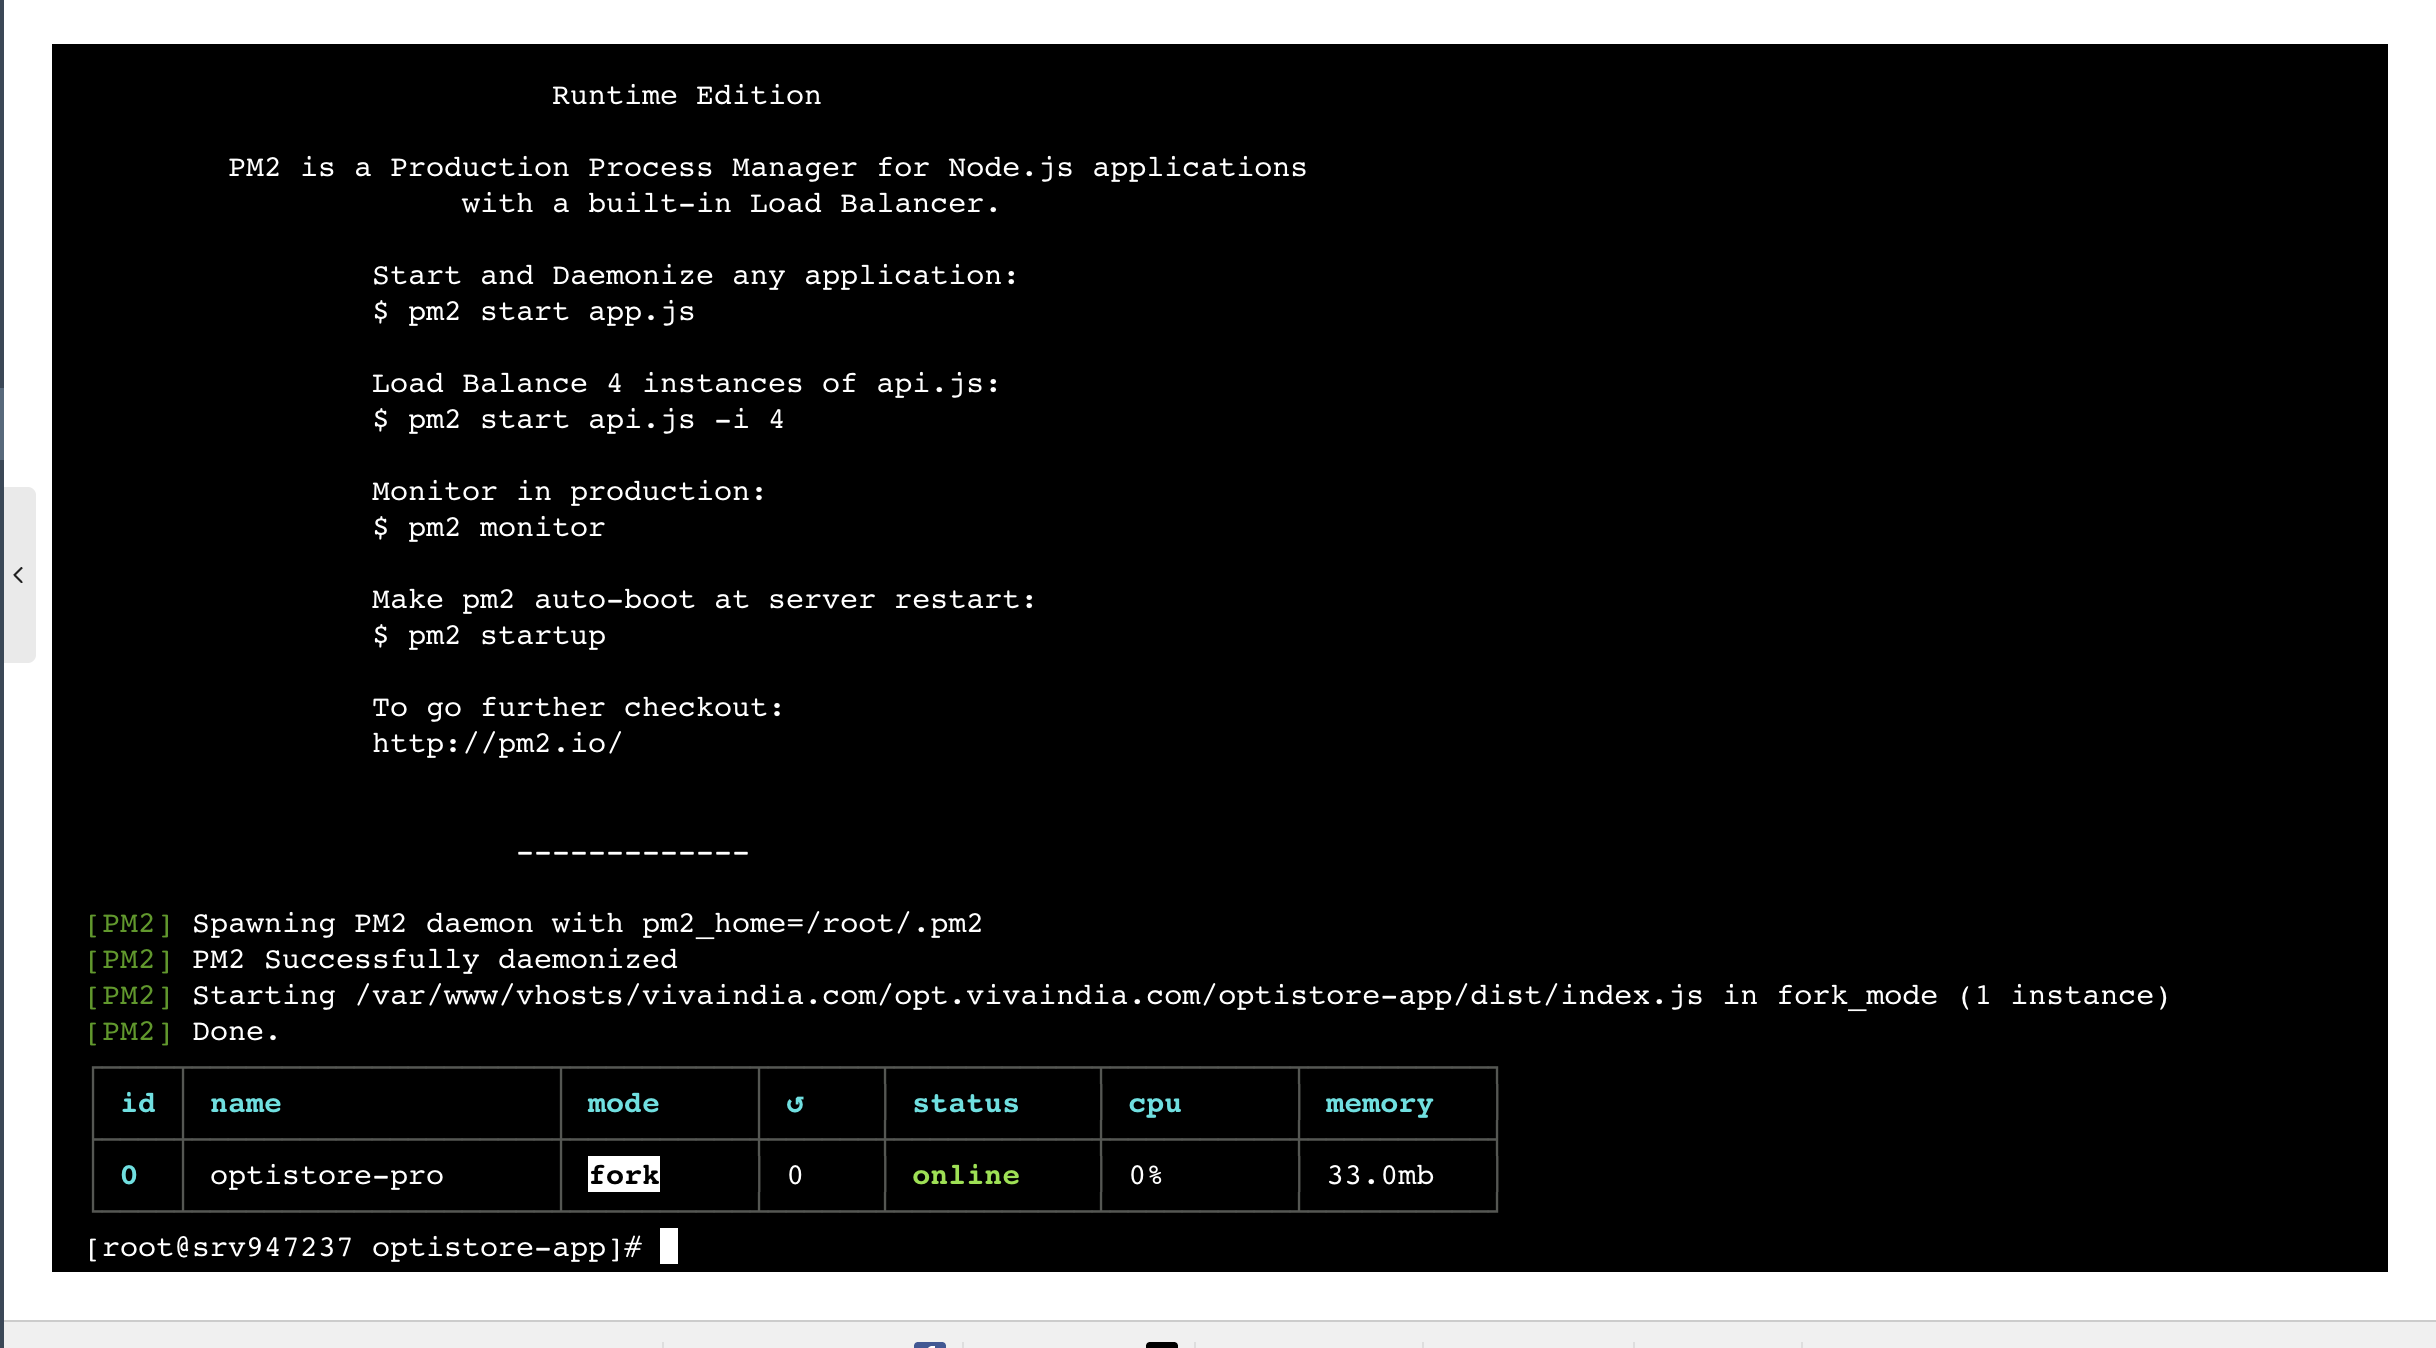 Runtime Edition
PM2 is a Production Process Manager for Node.js applications
with a built-in Load Balancer.
Start and Daemonize any application:
$ pm2 start app.js
Load Balance 4 instances of api.js:
$ pm2 start api.js -i 4
Monitor in production:
$ pm2 monitor
Make pm2 auto-boot at server restart:
$ pm2 startup
To go further checkout:
http://pm2.io/
-------------
[PM2] Spawning PM2 daemon with pm2_home=/root/.pm2
[PM2] PM2 Successfully daemonized
[PM2] Starting /var/www/vhosts/vivaindia.com/opt.vivaindia.com/optistore-app/dist/index.js in fork_mode (1 instance)
[PM2] Done.
id name mode ↺ status cpu memory
0 optistore-pro fork 0 online 0% 33.0mb
[root@srv947237 optistore-app]#